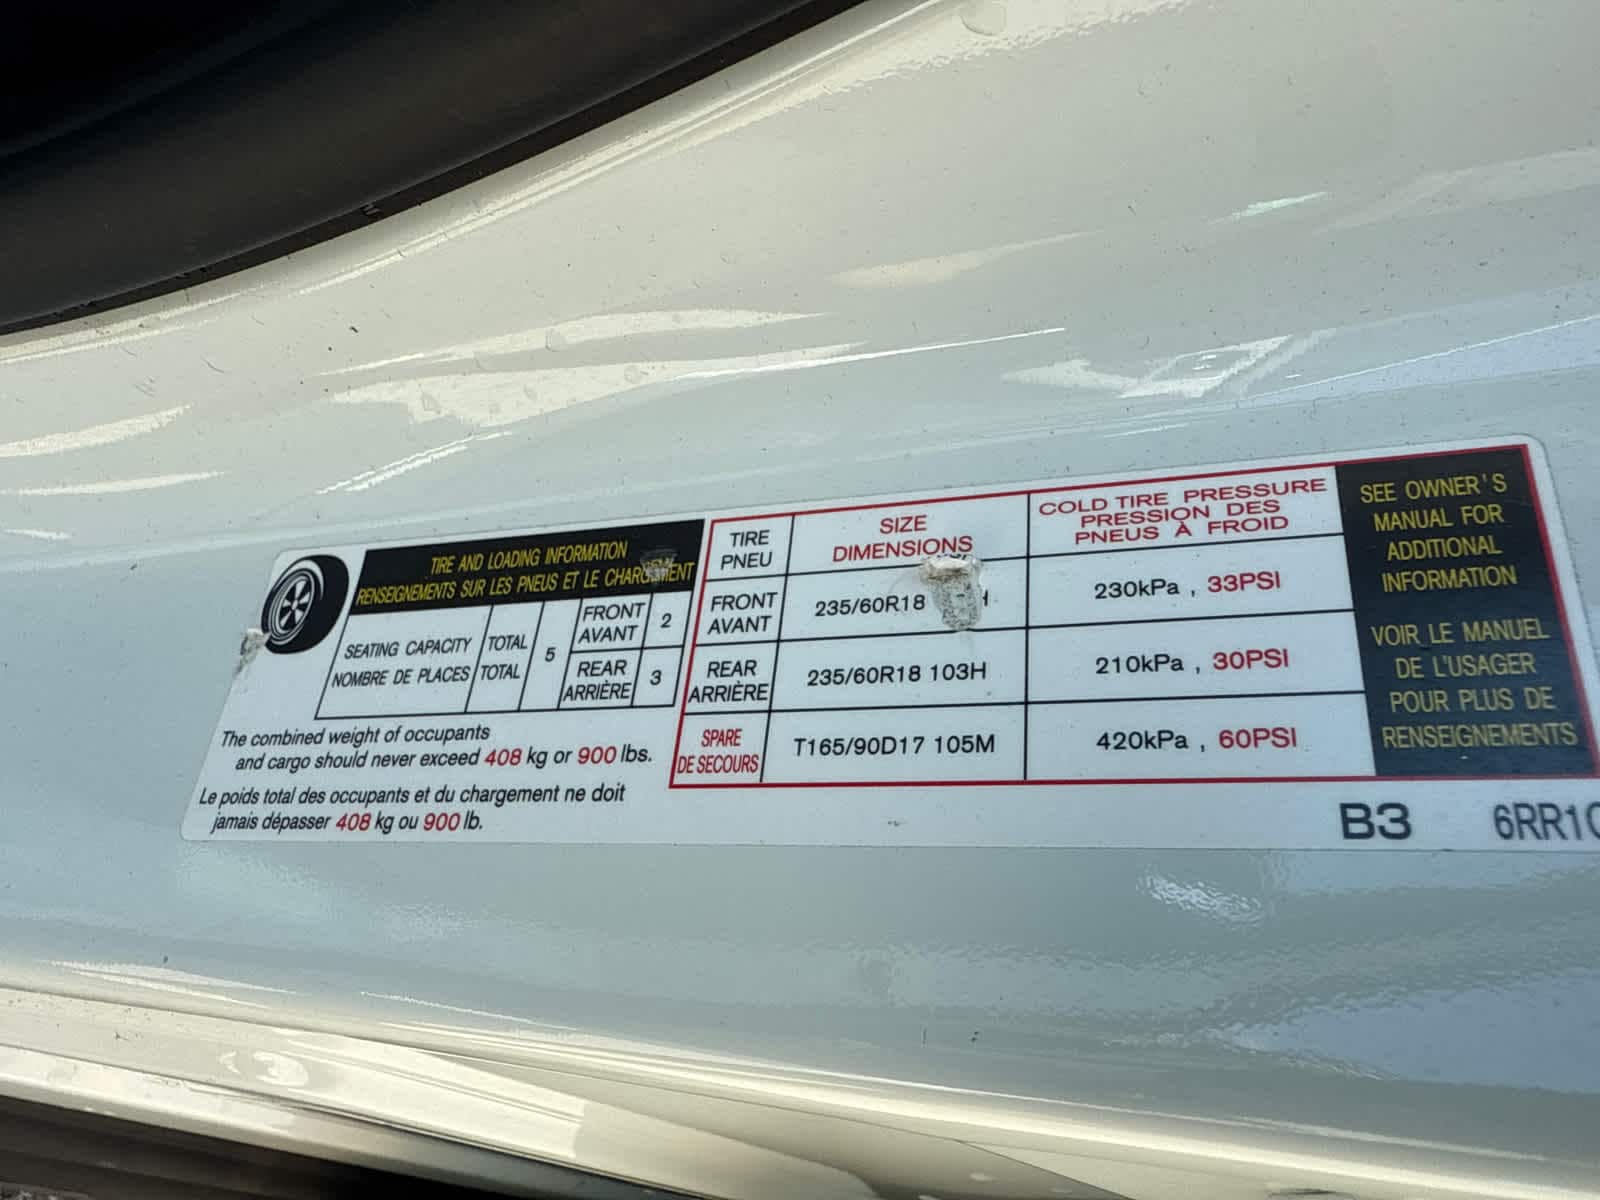 TIRE AND LOADING INFORMATION
RENSEIGNEMENTS SUR LES PNEUS ET LE CHARGEMENT
SEATING CAPACITY
NOMBRE DE PLACES
TOTAL
TOTAL
5
FRONT
AVANT
2
REAR
ARRIÈRE
3
The combined weight of occupants
and cargo should never exceed 408 kg or 900 lbs.
Le poids total des occupants et du chargement ne doit
jamais dépasser 408 kg ou 900 lb.
TIRE
PNEU
SIZE
DIMENSIONS
COLD TIRE PRESSURE
PRESSION DES
PNEUS À FROID
FRONT
AVANT
235/60R18
230kPa , 33PSI
REAR
ARRIÈRE
235/60R18 103H
210kPa , 30PSI
SPARE
DE SECOURS
T165/90D17 105M
420kPa , 60PSI
SEE OWNER'S
MANUAL FOR
ADDITIONAL
INFORMATION
VOIR LE MANUEL
DE L'USAGER
POUR PLUS DE
RENSEIGNEMENTS
B3